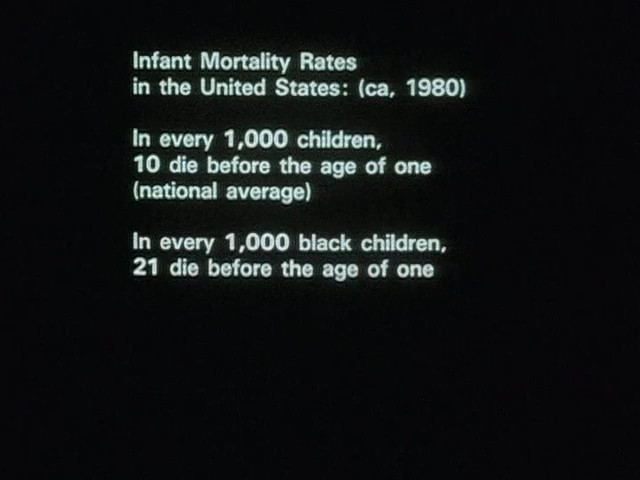 Infant Mortality Rates
in the United States: (ca, 1980)
In every 1,000 children,
10 die before the age of one
(national average)
In every 1,000 black children,
21 die before the age of one